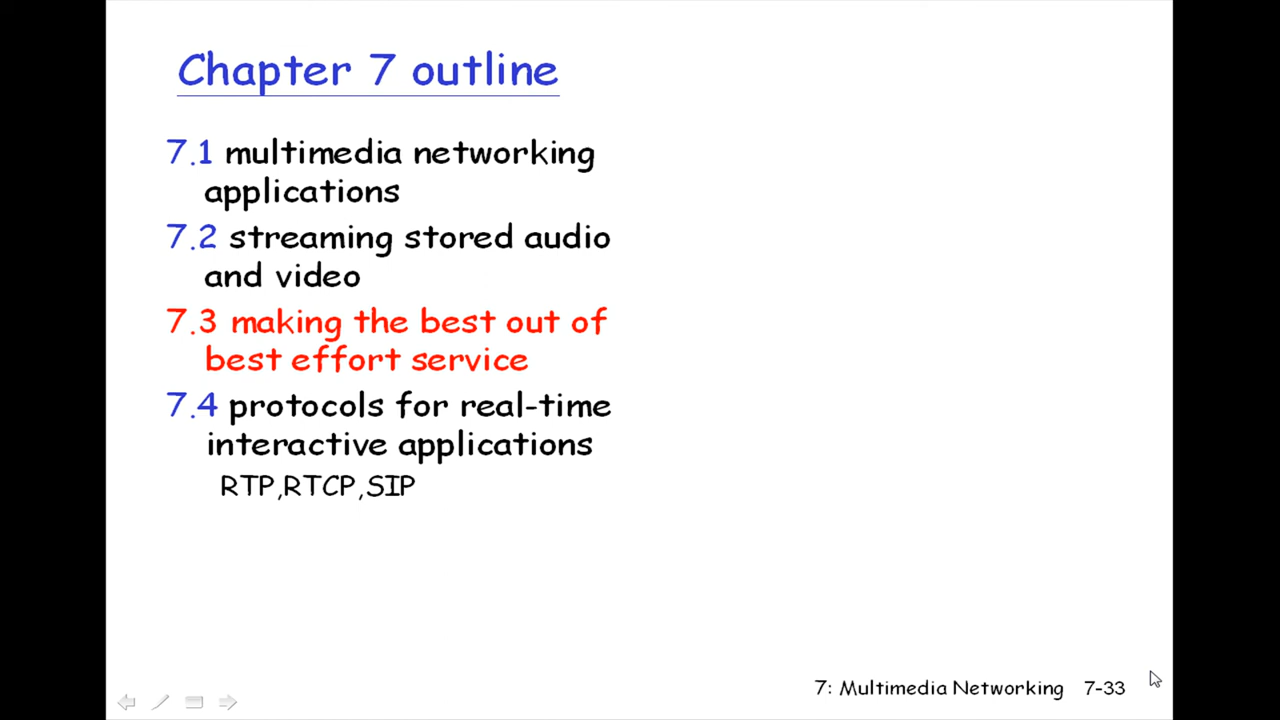 Chapter 7 outline
7.1 multimedia networking
applications
7.2 streaming stored audio
and video
7.3 making the best out of
best effort service
7.4 protocols for real-time
interactive applications
RTP,RTCP,SIP
7: Multimedia Networking 7-33